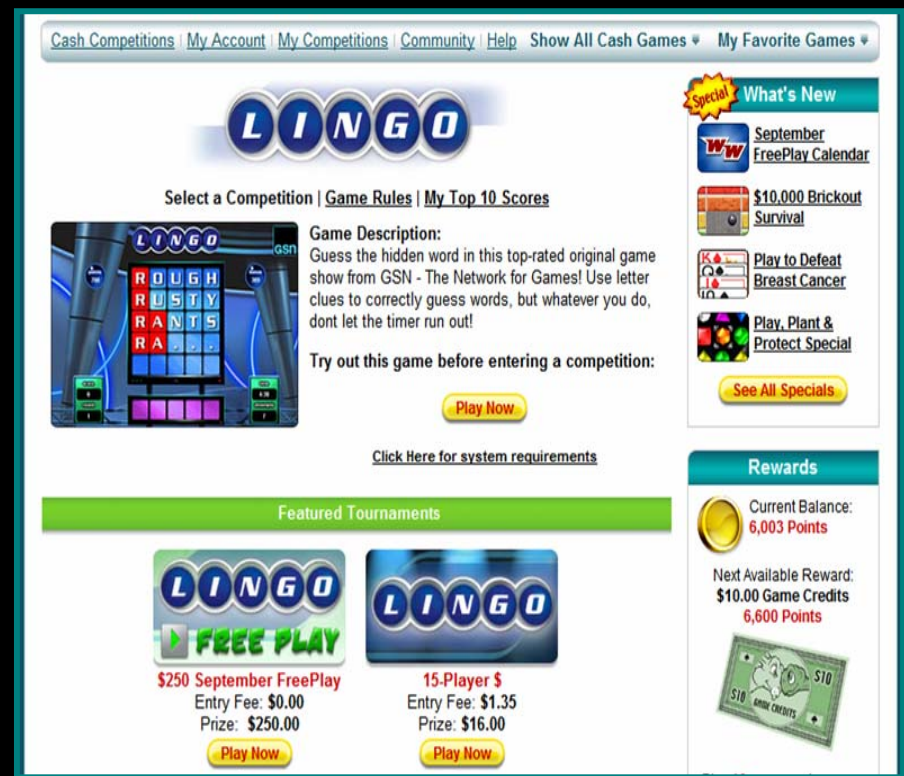 Cash Competitions | My Account | My Competitions | Community | Help Show All Cash Games My Favorite Games
LINGO
Select a Competition | Game Rules | My Top 10 Scores
LINGO
GSN
ROUGH
RUSTY
RANTS
RA...
Game Description:
Guess the hidden word in this top-rated original game
show from GSN - The Network for Games! Use letter
clues to correctly guess words, but whatever you do,
dont let the timer run out!
Try out this game before entering a competition:
Play Now
Click Here for system requirements
Featured Tournaments
LINGO
FREE PLAY
$250 September FreePlay
Entry Fee: $0.00
Prize: $250.00
Play Now
LINGO
15-Player $
Entry Fee: $1.35
Prize: $16.00
Play Now
Special
What's New
WW
September
FreePlay Calendar
$10,000 Brickout
Survival
Play to Defeat
Breast Cancer
Play, Plant &
Protect Special
See All Specials
Rewards
Current Balance:
6,003 Points
Next Available Reward:
$10.00 Game Credits
6,600 Points
$10
$10
GAME CREDITS